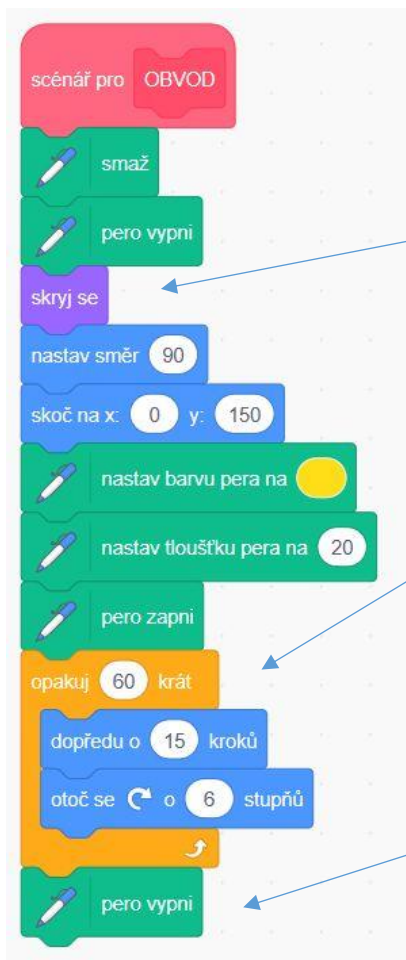 scénář pro OBVOD
smaž
pero vypni
skryj se
nastav směr 90
skoč na x: 0 y: 150
nastav barvu pera na
nastav tloušťku pera na 20
pero zapni
opakuj 60 krát
dopředu o 15 kroků
otoč se o 6 stupňů
pero vypni